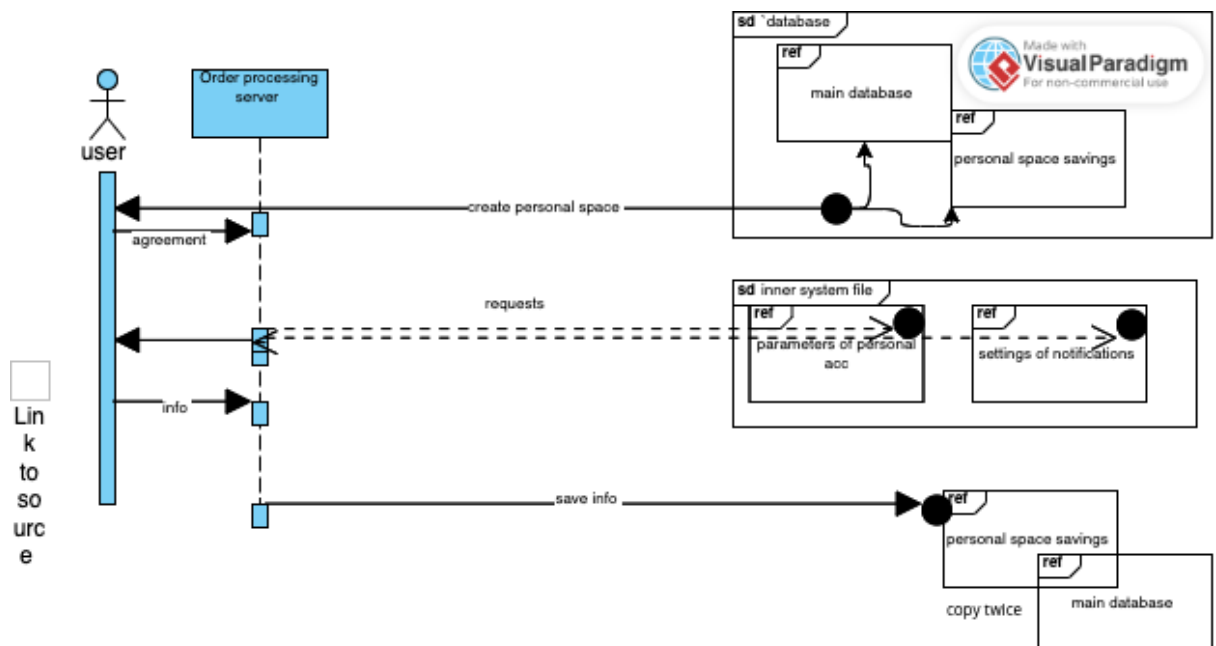 sd `database
ref
main database
Made with
VisualParadigm
For non-commercial use
ref
personal space savings
Order processing
server
user
create personal space
agreement
requests
sd inner system file
ref
parameters of personal
acc
ref
settings of notifications
info
Lin
k
to
so
urc
e
save info
ref
personal space savings
ref
main database
copy twice